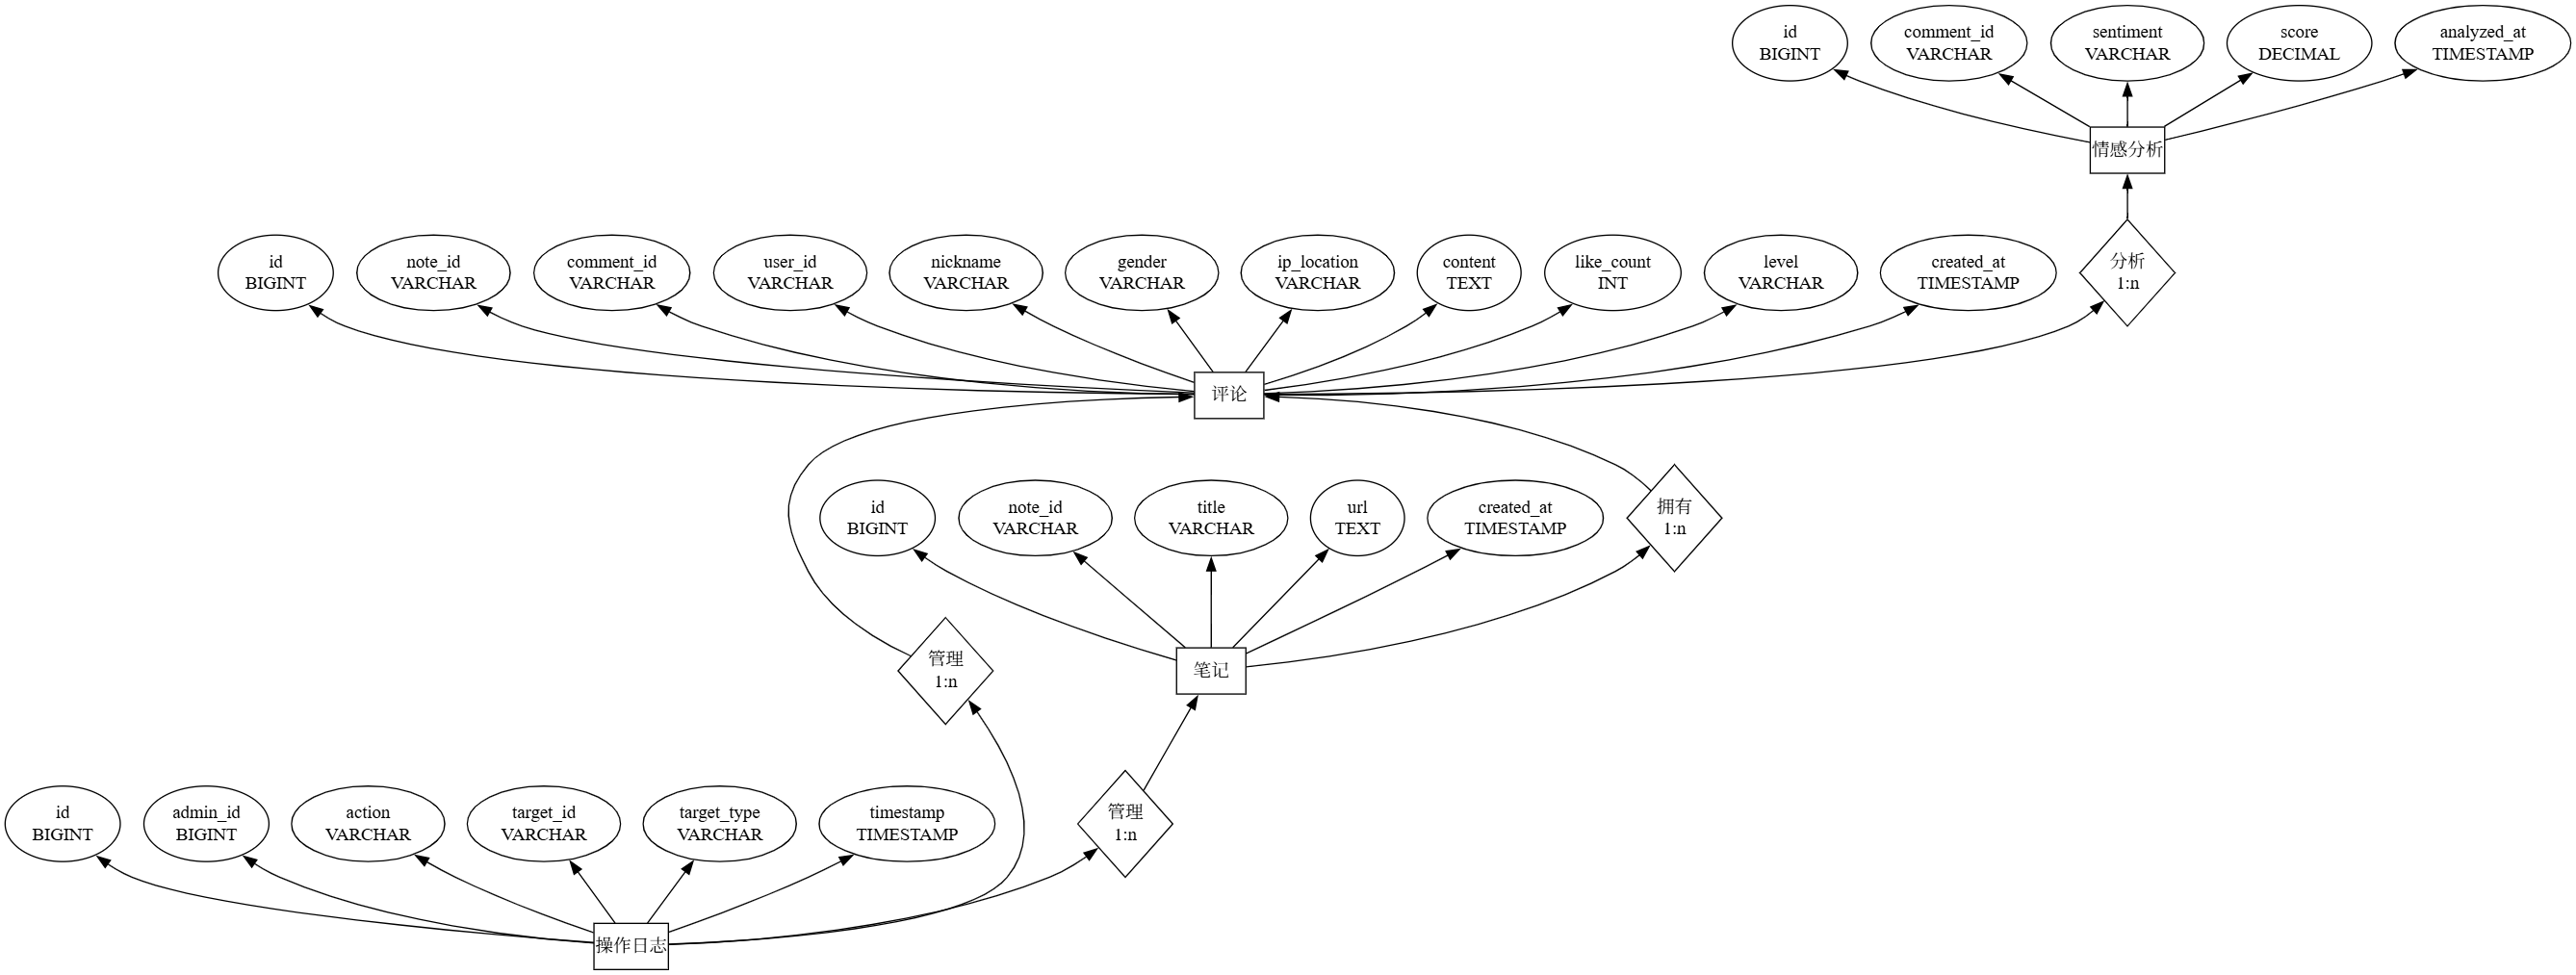 id
BIGINT
comment_id
VARCHAR
sentiment
VARCHAR
score
DECIMAL
analyzed_at
TIMESTAMP
情感分析
id
BIGINT
note_id
VARCHAR
comment_id
VARCHAR
user_id
VARCHAR
nickname
VARCHAR
gender
VARCHAR
ip_location
VARCHAR
content
TEXT
like_count
INT
level
VARCHAR
created_at
TIMESTAMP
分析
1:n
评论
id
BIGINT
note_id
VARCHAR
title
VARCHAR
url
TEXT
created_at
TIMESTAMP
拥有
1:n
管理
1:n
笔记
id
BIGINT
admin_id
BIGINT
action
VARCHAR
target_id
VARCHAR
target_type
VARCHAR
timestamp
TIMESTAMP
管理
1:n
操作日志